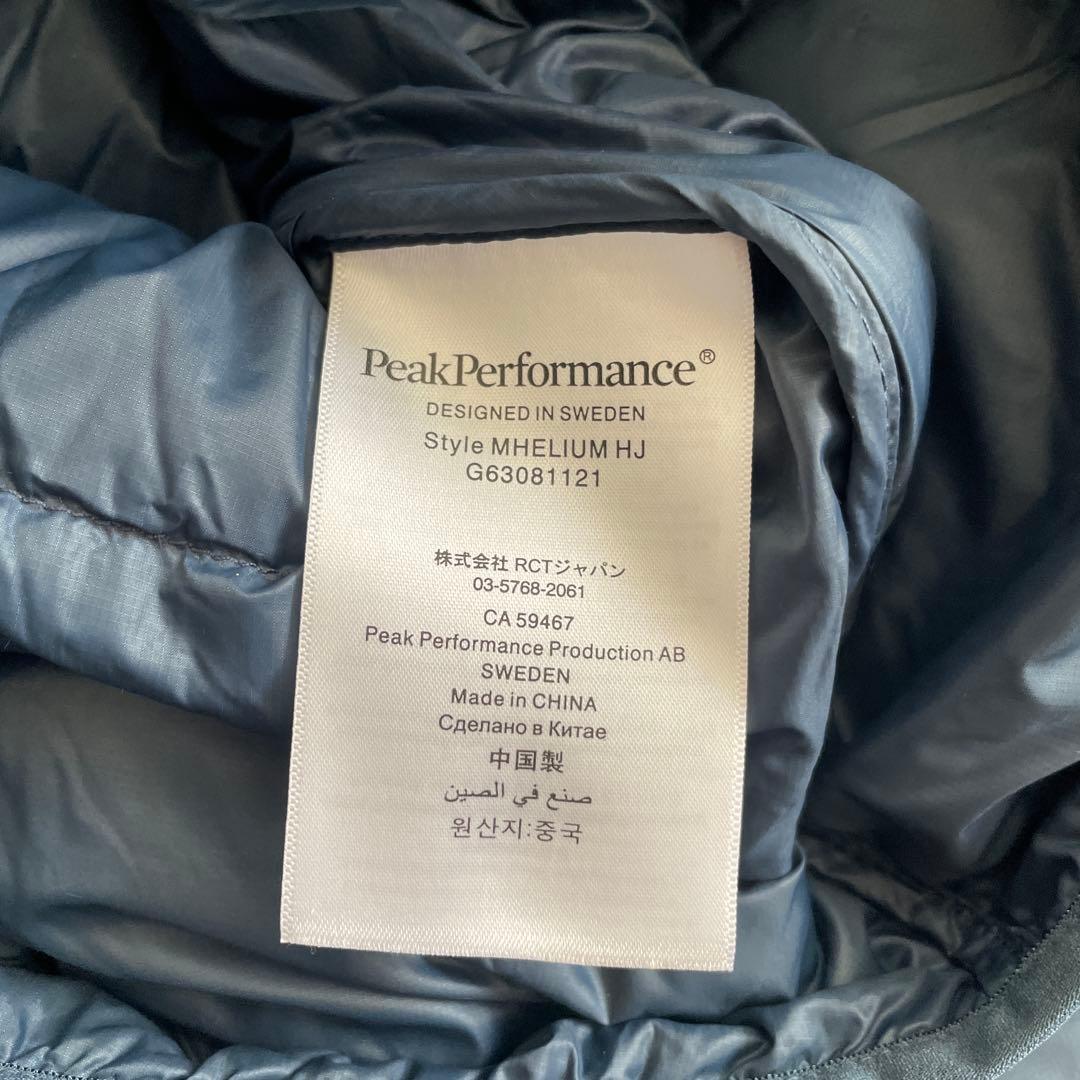 PeakPerformance®
DESIGNED IN SWEDEN
Style MHELIUM HJ
G63081121
株式会社 RCTジャパン
03-5768-2061
CA 59467
Peak Performance Production AB
SWEDEN
Made in CHINA
Сделано в Китае
中国製
صنع في الصين
원산지:중국